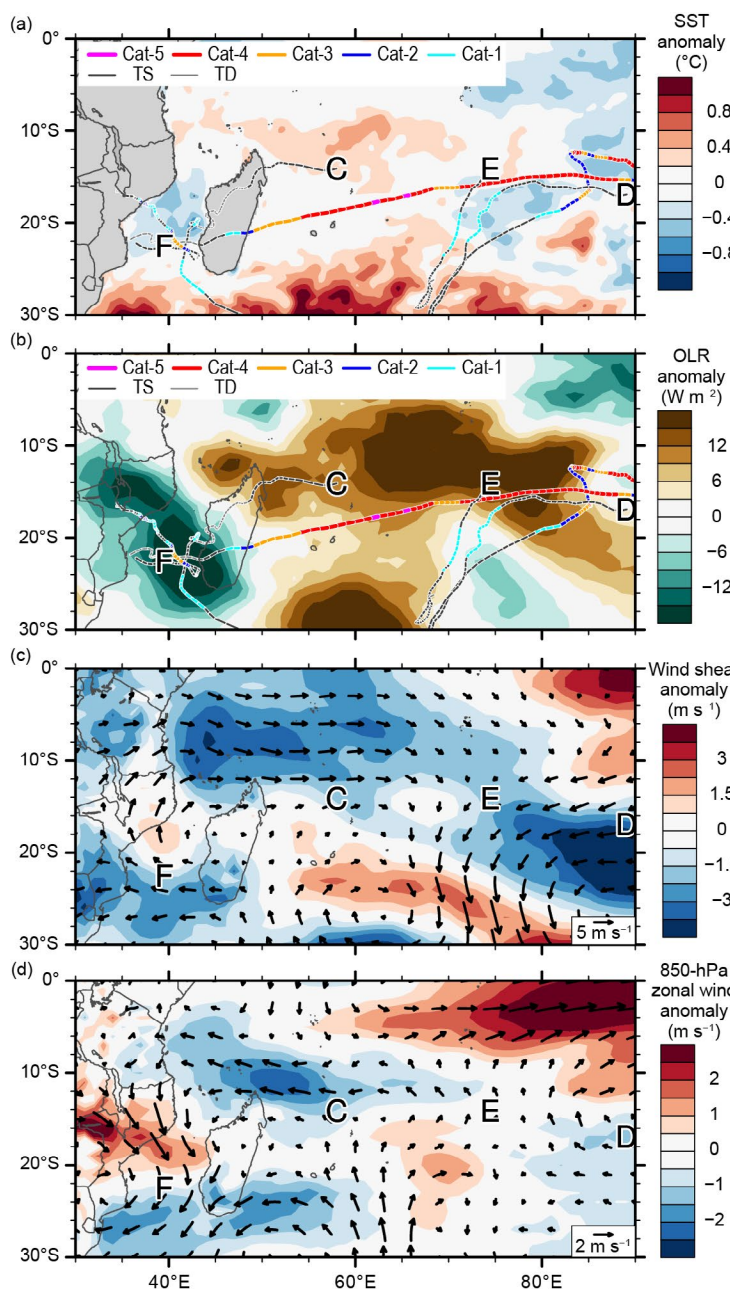 (a)
SST
anomaly
(°C)
0°
Cat-5 Cat-4 Cat-3 Cat-2 Cat-1
TS TD
10°S
20°S
30°S
C
E
D
F
0.8
0.4
0
−0.4
−0.8
(b)
OLR
anomaly
(W m ²)
0°
Cat-5 Cat-4 Cat-3 Cat-2 Cat-1
TS TD
10°S
20°S
30°S
C
E
D
F
12
6
0
−6
−12
(c)
Wind shear
anomaly
(m s ¹)
0°
10°S
20°S
30°S
C
E
D
F
5 m s⁻¹
3
1.5
0
−1.
−3
(d)
850-hPa
zonal wind
anomaly
(m s⁻¹)
0°
10°S
20°S
30°S
C
E
D
F
2 m s⁻¹
2
1
0
−1
−2
40°E 60°E 80°E